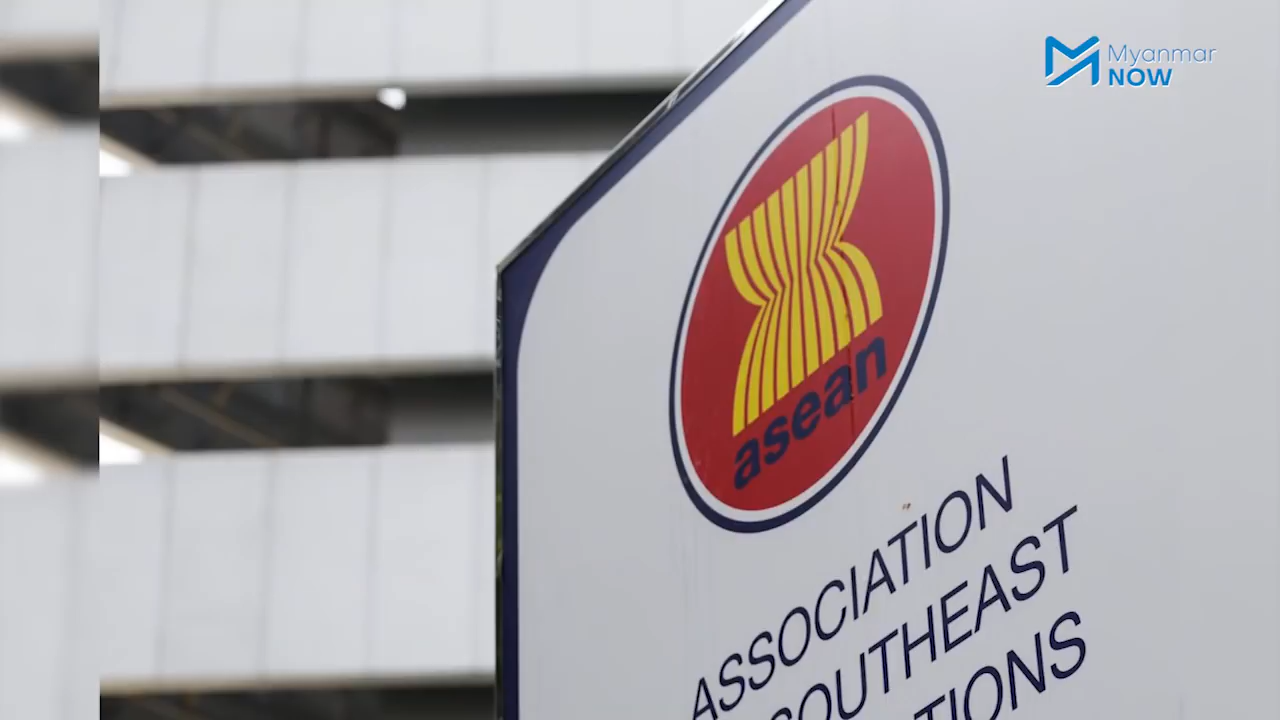 Myanmar
NOW
asean
ASSOCIATION
SOUTHEAST
TIONS